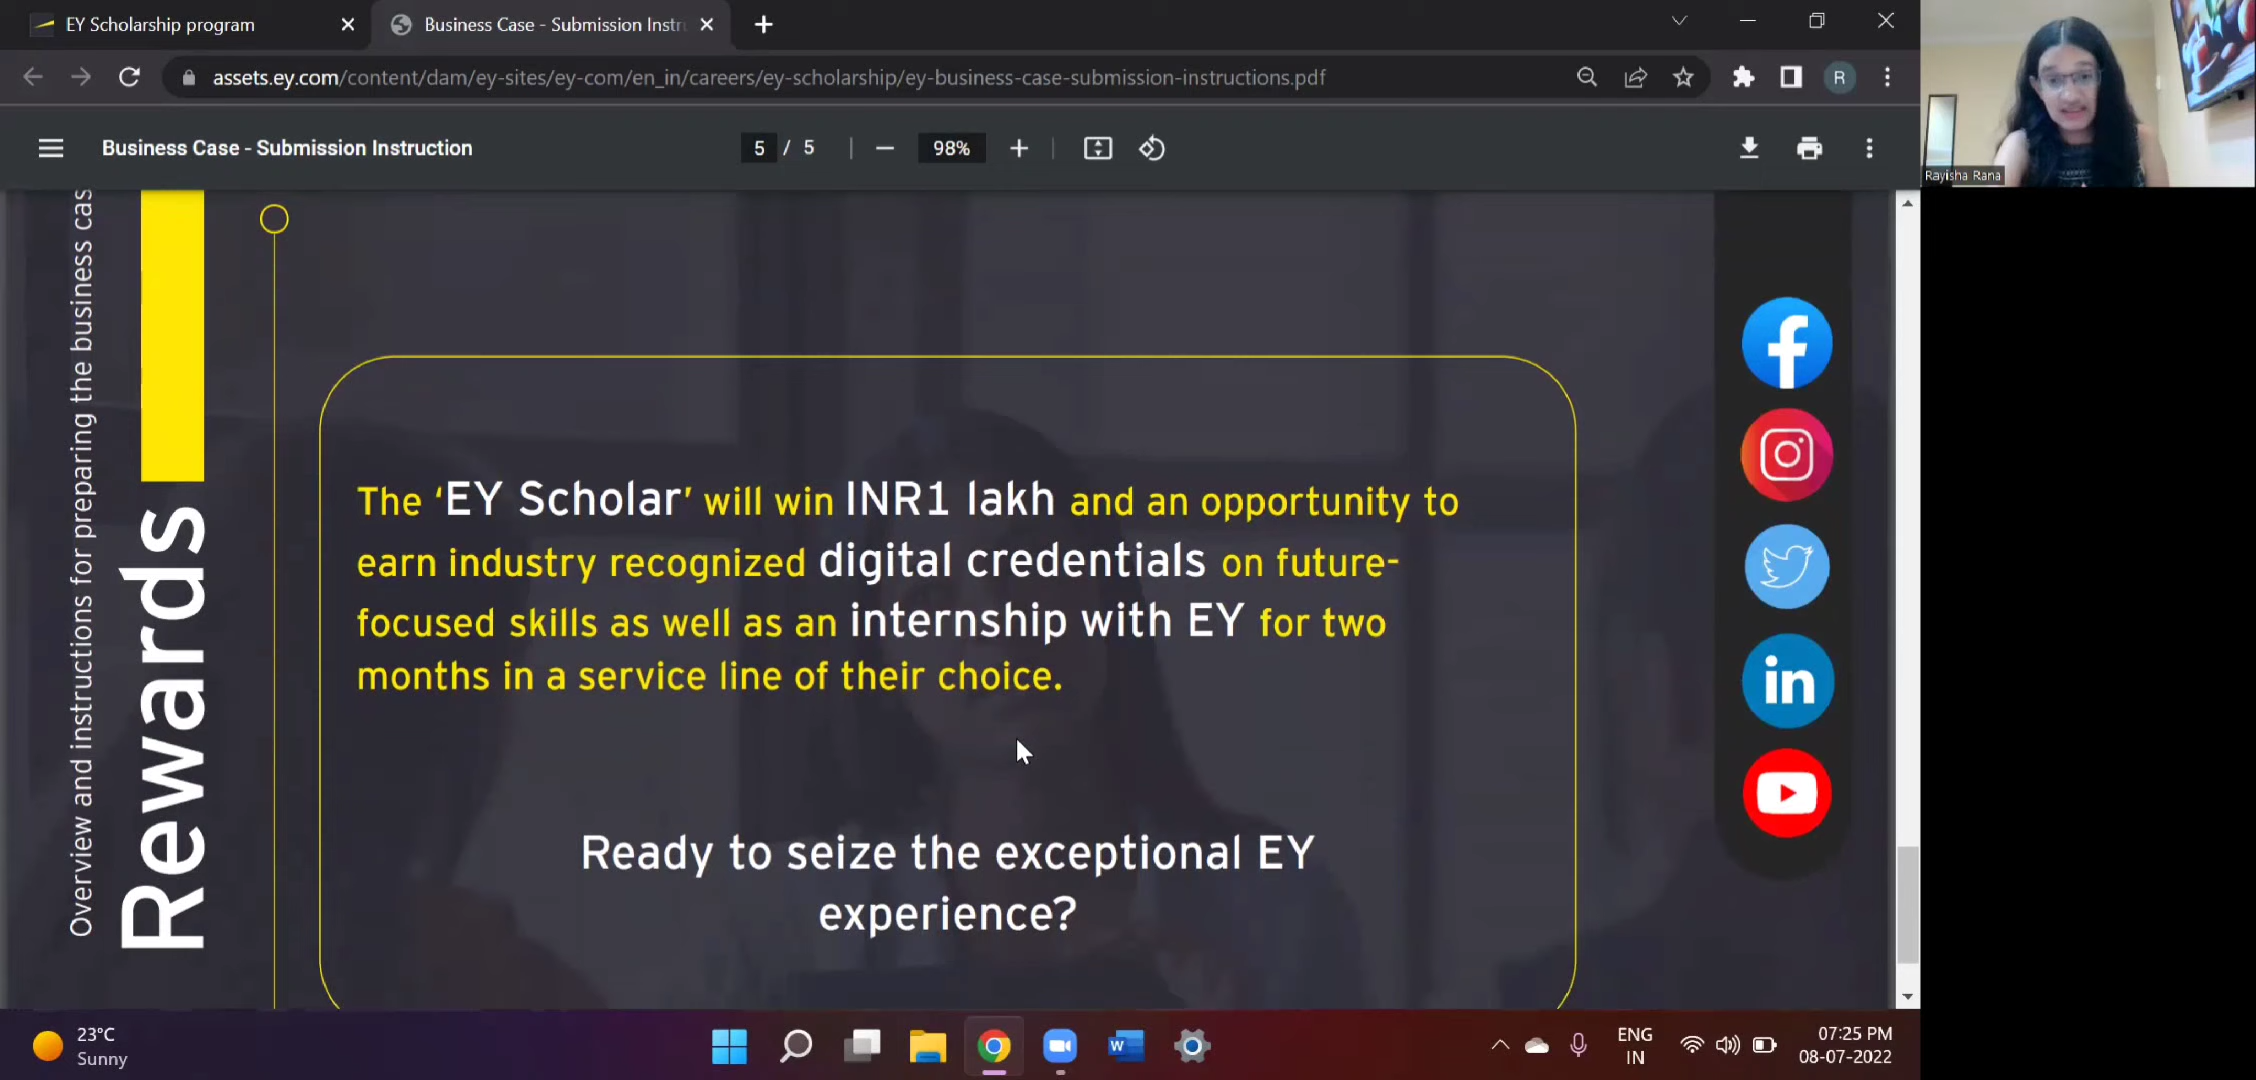 EY Scholarship program
Business Case - Submission Instr
assets.ey.com/content/dam/ey-sites/ey-com/en_in/careers/ey-scholarship/ey-business-case-submission-instructions.pdf
R
Rayisha Rana
Business Case - Submission Instruction
5 / 5
98%
Overview and instructions for preparing the business cas
Rewards
The ‘EY Scholar’ will win INR1 lakh and an opportunity to
earn industry recognized digital credentials on future-
focused skills as well as an internship with EY for two
months in a service line of their choice.
Ready to seize the exceptional EY
experience?
f
in
23°C
Sunny
W
ENG
IN
07:25 PM
08-07-2022